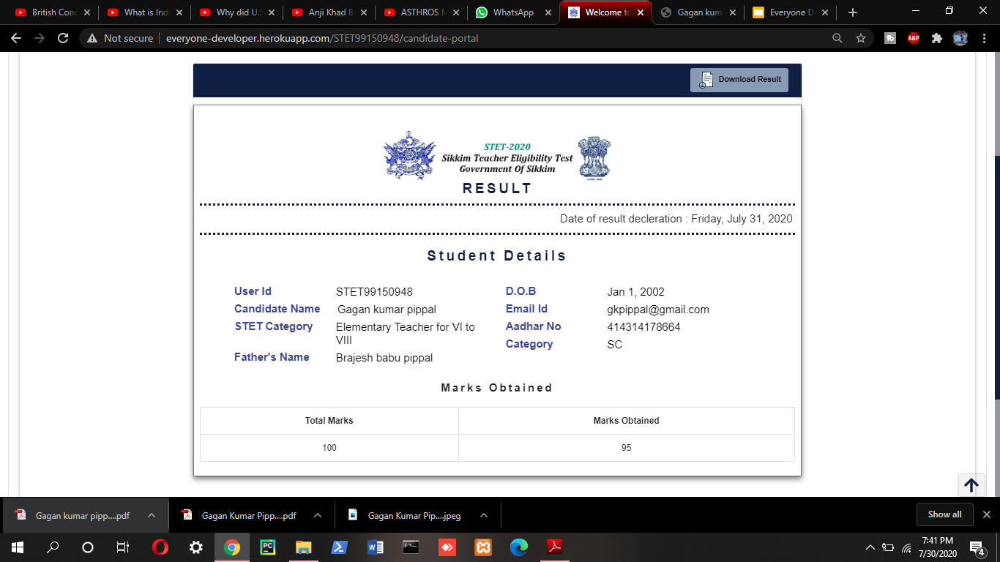 British Conc
What is Indi
Why did U.S
Anji Khad B
ASTHROS M
WhatsApp
Welcome to
Gagan kum
Everyone De
Not secure
everyone-developer.herokuapp.com/STET99150948/candidate-portal
ABP
Download Result
STET-2020
Sikkim Teacher Eligibility Test
Government Of Sikkim
RESULT
Date of result decleration : Friday, July 31, 2020
Student Details
User Id STET99150948 D.O.B Jan 1, 2002
Candidate Name Gagan kumar pippal Email Id gkpippal@gmail.com
STET Category Elementary Teacher for VI to Aadhar No 414314178664
VIII Category SC
Father's Name Brajesh babu pippal
Marks Obtained
Total Marks Marks Obtained
100 95
Gagan kumar pipp....pdf
Gagan Kumar Pipp....pdf
Gagan Kumar Pip....jpeg
Show all
PC
7:41 PM
7/30/2020
4